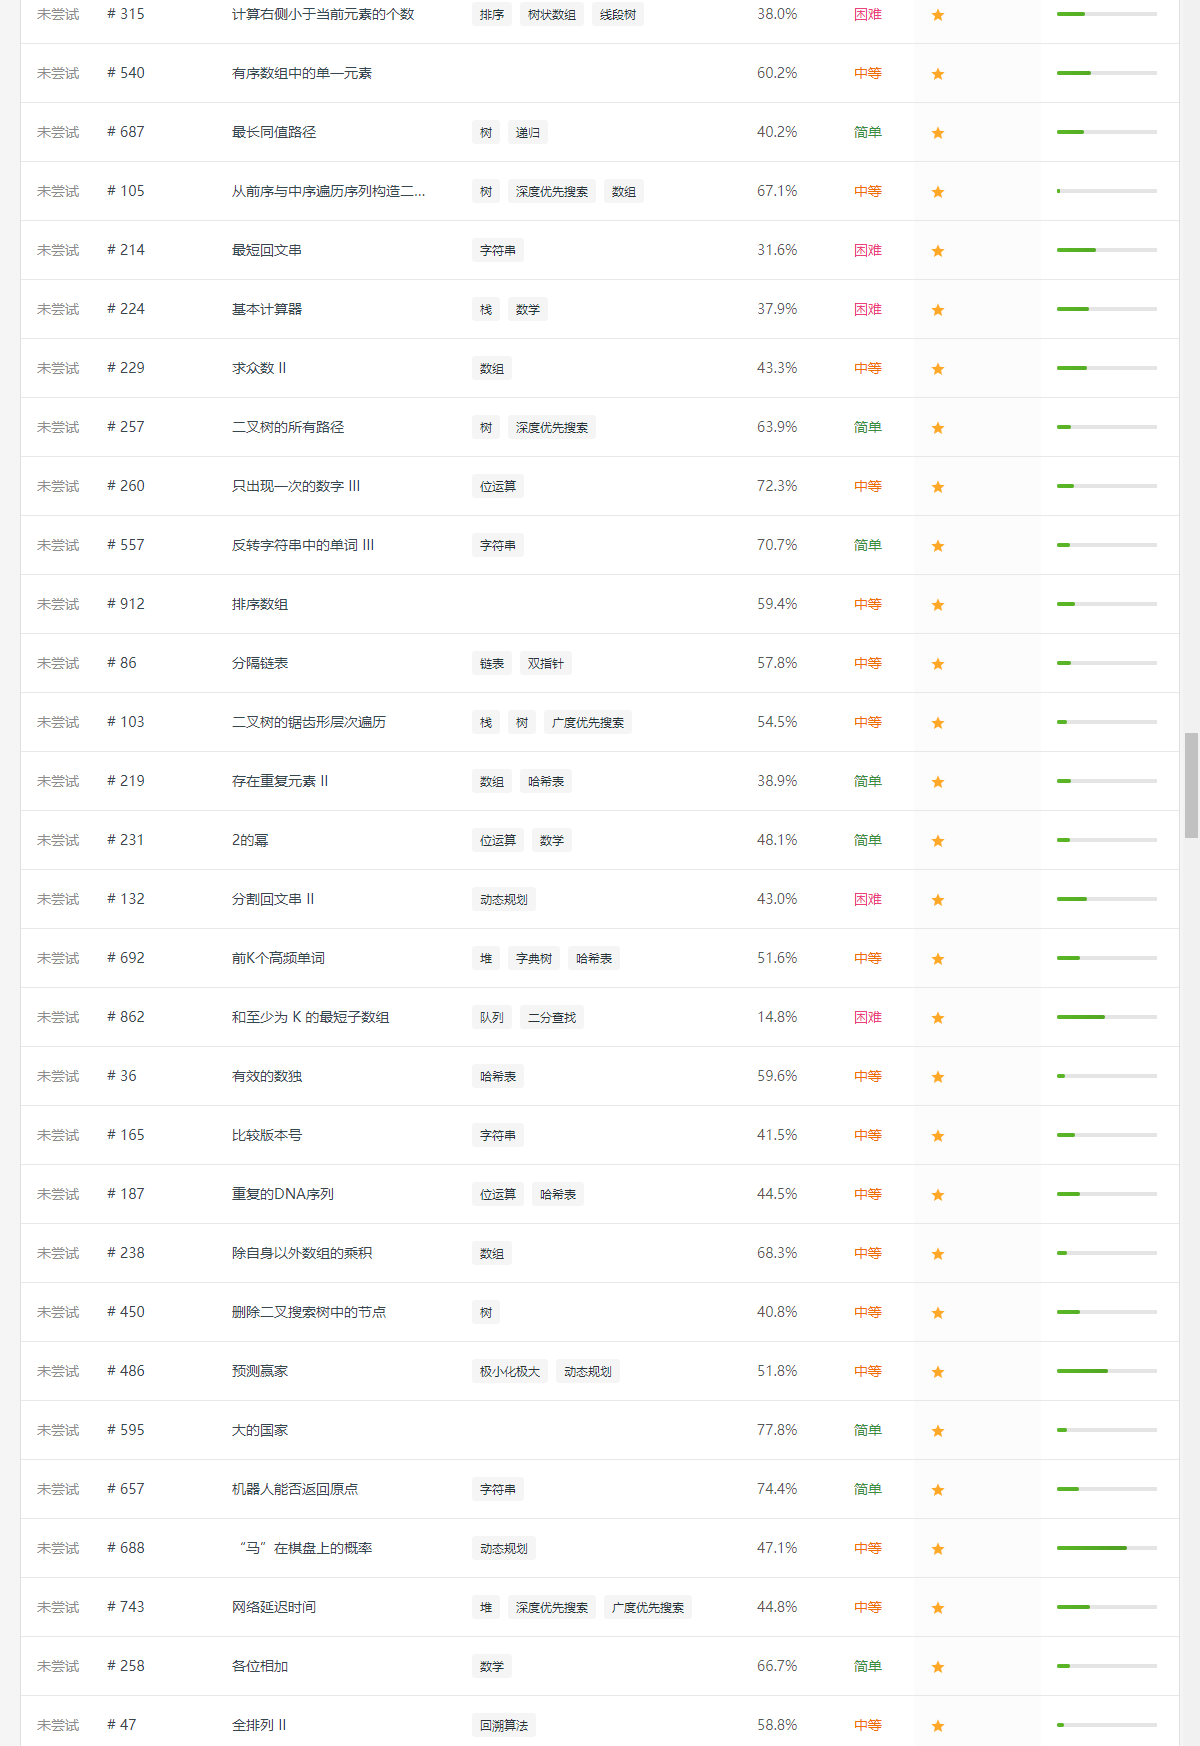 未尝试 # 315 计算右侧小于当前元素的个数 排序 树状数组 线段树 38.0% 困难
未尝试 # 540 有序数组中的单一元素 60.2% 中等
未尝试 # 687 最长同值路径 树 递归 40.2% 简单
未尝试 # 105 从前序与中序遍历序列构造二... 树 深度优先搜索 数组 67.1% 中等
未尝试 # 214 最短回文串 字符串 31.6% 困难
未尝试 # 224 基本计算器 栈 数学 37.9% 困难
未尝试 # 229 求众数 II 数组 43.3% 中等
未尝试 # 257 二叉树的所有路径 树 深度优先搜索 63.9% 简单
未尝试 # 260 只出现一次的数字 III 位运算 72.3% 中等
未尝试 # 557 反转字符串中的单词 III 字符串 70.7% 简单
未尝试 # 912 排序数组 59.4% 中等
未尝试 # 86 分隔链表 链表 双指针 57.8% 中等
未尝试 # 103 二叉树的锯齿形层次遍历 栈 树 广度优先搜索 54.5% 中等
未尝试 # 219 存在重复元素 II 数组 哈希表 38.9% 简单
未尝试 # 231 2的幂 位运算 数学 48.1% 简单
未尝试 # 132 分割回文串 II 动态规划 43.0% 困难
未尝试 # 692 前K个高频单词 堆 字典树 哈希表 51.6% 中等
未尝试 # 862 和至少为 K 的最短子数组 队列 二分查找 14.8% 困难
未尝试 # 36 有效的数独 哈希表 59.6% 中等
未尝试 # 165 比较版本号 字符串 41.5% 中等
未尝试 # 187 重复的DNA序列 位运算 哈希表 44.5% 中等
未尝试 # 238 除自身以外数组的乘积 数组 68.3% 中等
未尝试 # 450 删除二叉搜索树中的节点 树 40.8% 中等
未尝试 # 486 预测赢家 极小化极大 动态规划 51.8% 中等
未尝试 # 595 大的国家 77.8% 简单
未尝试 # 657 机器人能否返回原点 字符串 74.4% 简单
未尝试 # 688 “马”在棋盘上的概率 动态规划 47.1% 中等
未尝试 # 743 网络延迟时间 堆 深度优先搜索 广度优先搜索 44.8% 中等
未尝试 # 258 各位相加 数学 66.7% 简单
未尝试 # 47 全排列 II 回溯算法 58.8% 中等